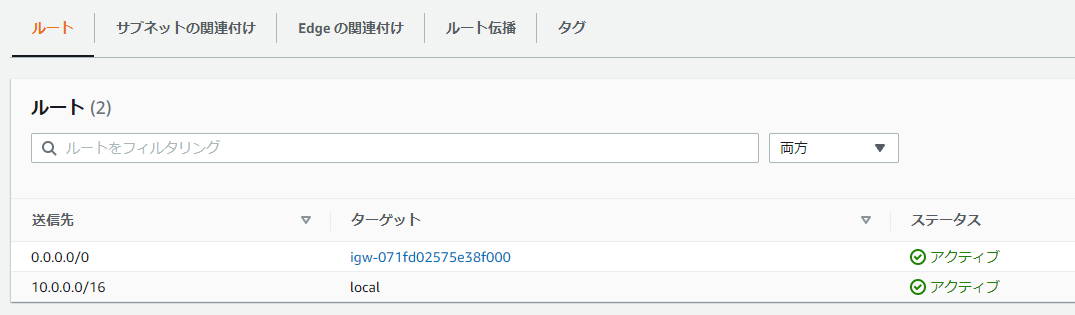 ルート サブネットの関連付け Edge の関連付け ルート伝播 タグ
ルート (2)
ルートをフィルタリング 両方
送信先 ターゲット ステータス
0.0.0.0/0 igw-071fd02575e38f000 アクティブ
10.0.0.0/16 local アクティブ